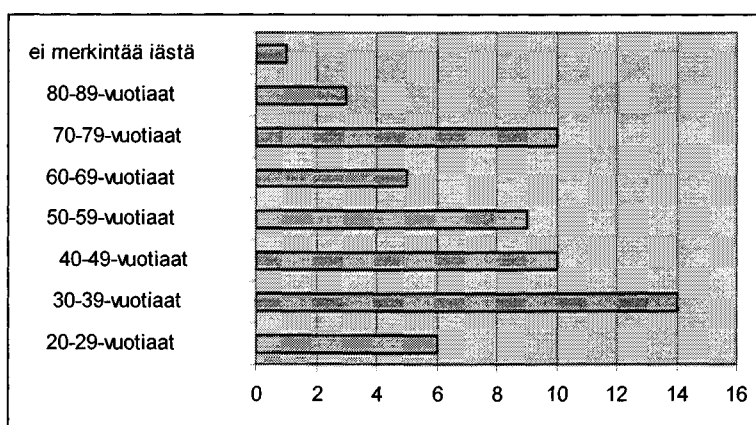 ei merkintää iästä
80-89-vuotiaat
70-79-vuotiaat
60-69-vuotiaat
50-59-vuotiaat
40-49-vuotiaat
30-39-vuotiaat
20-29-vuotiaat
0 2 4 6 8 10 12 14 16